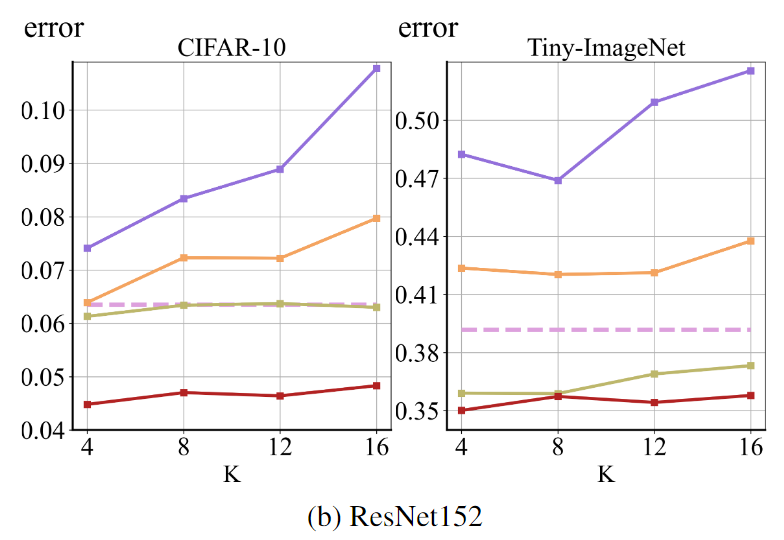 error
CIFAR-10
0.10
0.09
0.08
0.07
0.06
0.05
0.04
4 8 12 16
K
error
Tiny-ImageNet
0.50
0.47
0.44
0.41
0.38
0.35
4 8 12 16
K
(b) ResNet152